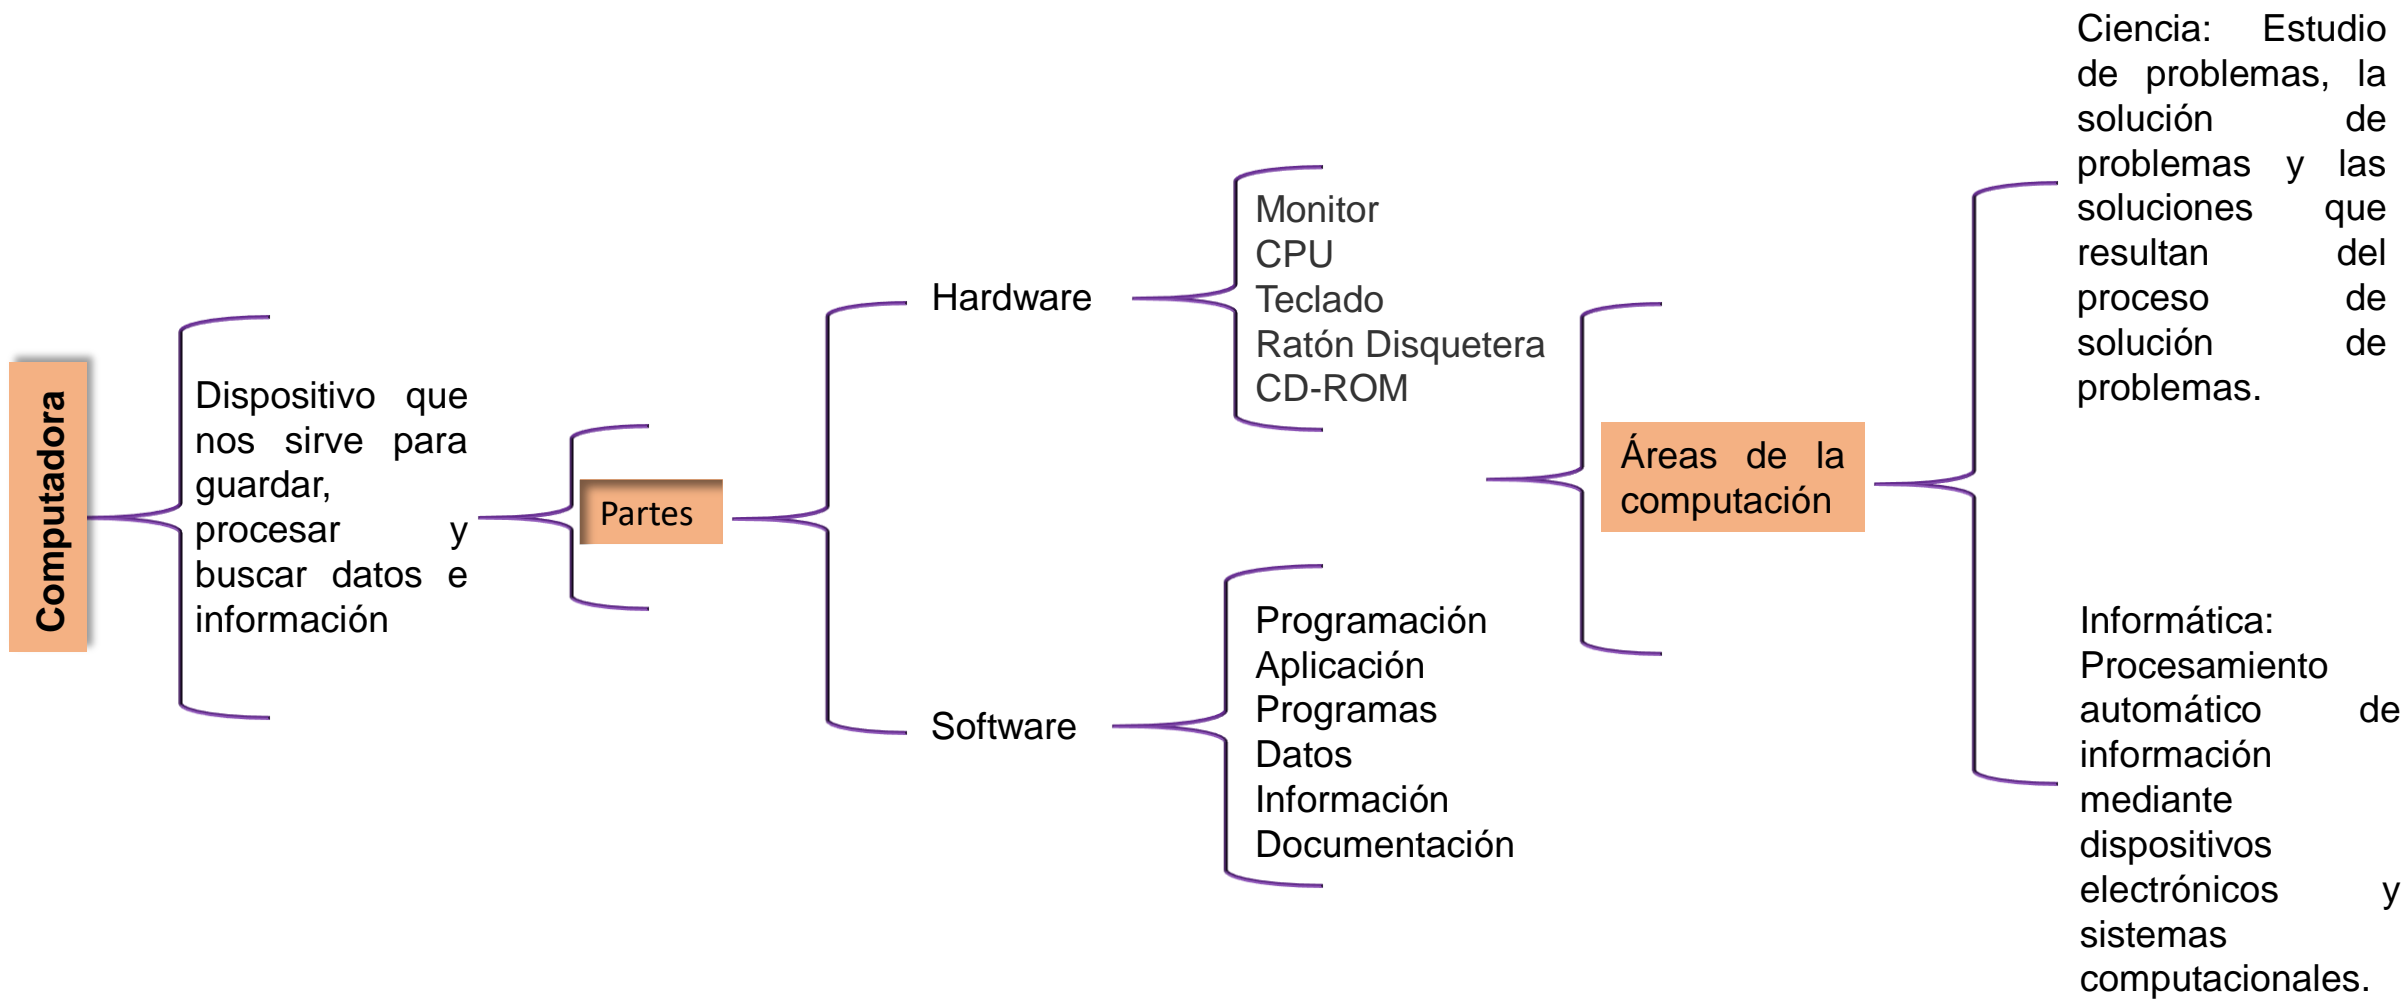 Computadora
Dispositivo que
nos sirve para
guardar,
procesar y
buscar datos e
información
Partes
Hardware
Monitor
CPU
Teclado
Ratón Disquetera
CD-ROM
Software
Programación
Aplicación
Programas
Datos
Información
Documentación
Áreas de la
computación
Ciencia: Estudio
de problemas, la
solución de
problemas y las
soluciones que
resultan del
proceso de
solución de
problemas.
Informática:
Procesamiento
automático de
información
mediante
dispositivos
electrónicos y
sistemas
computacionales.